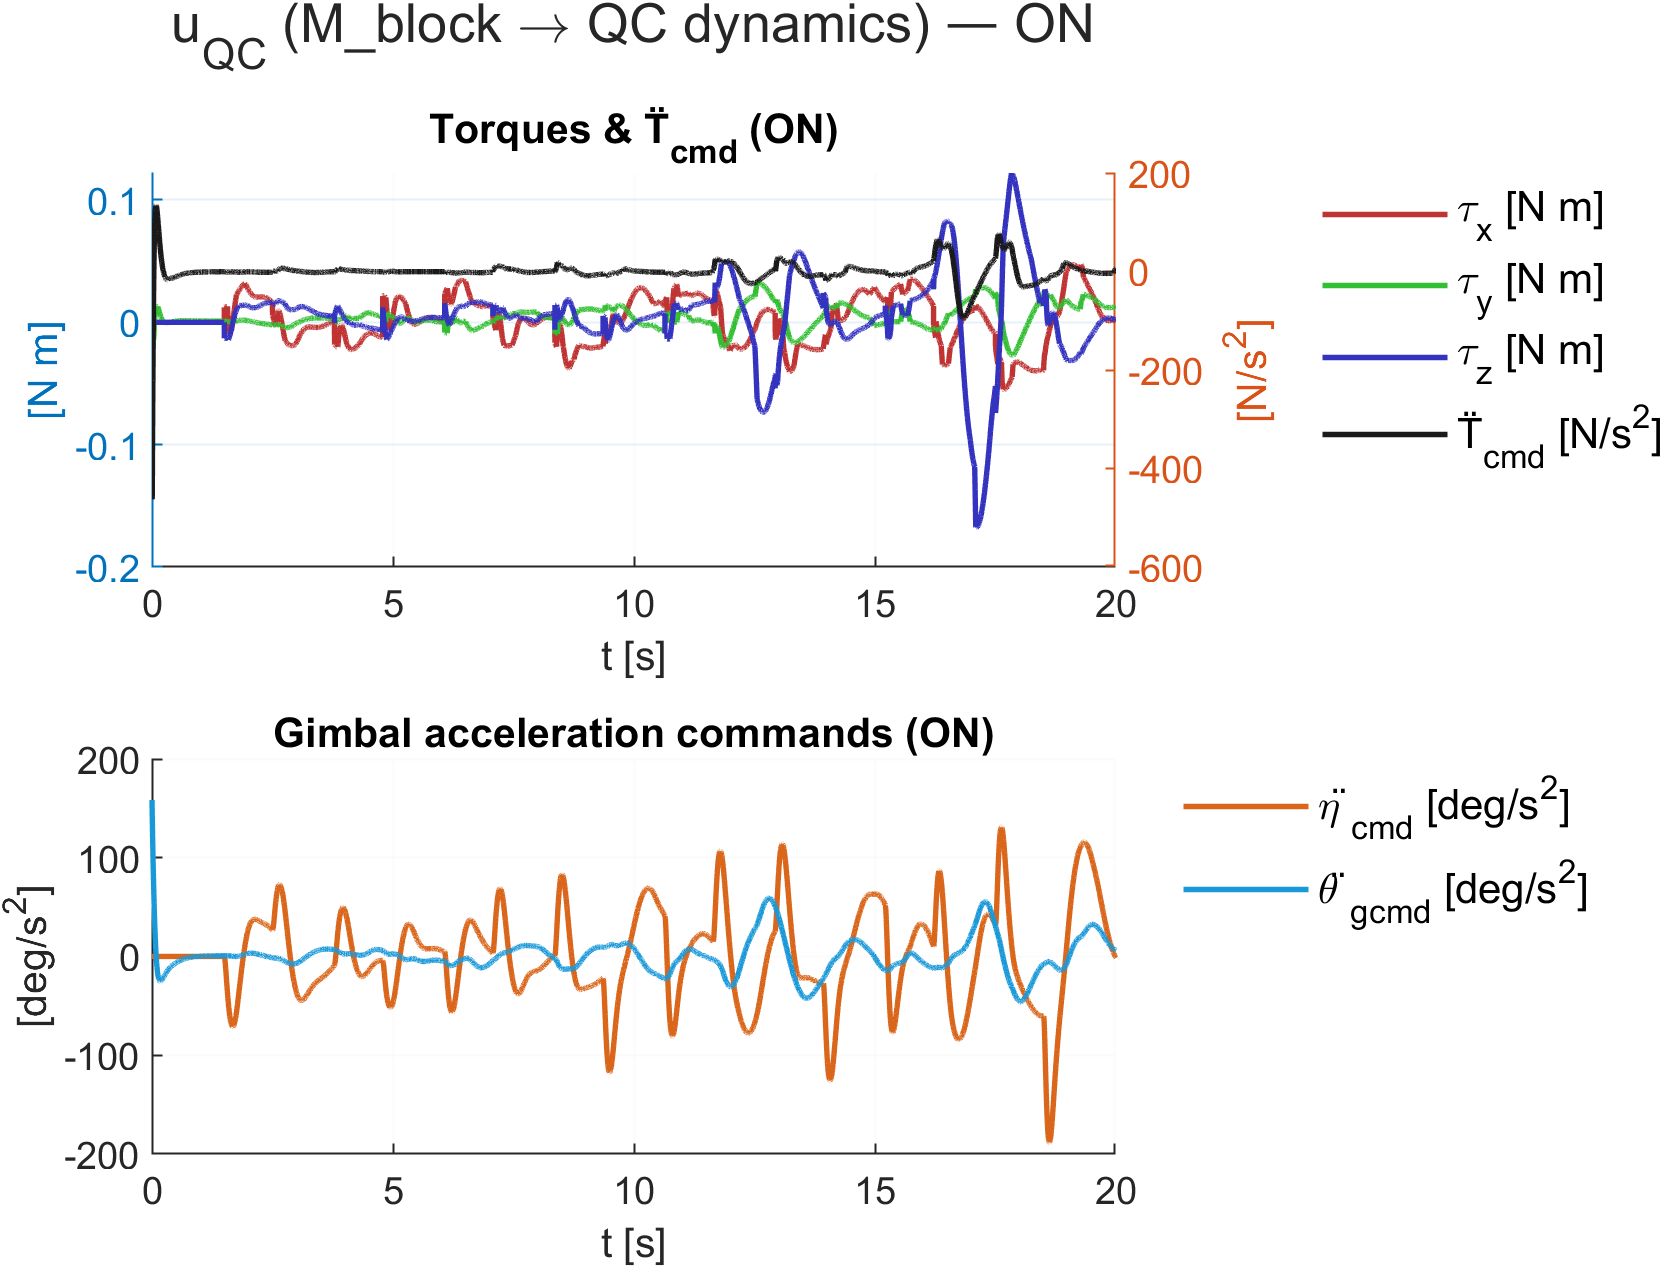 u_QC (M_block → QC dynamics) — ON
Torques & T̈_cmd (ON)
0.1
0
-0.1
-0.2
[N m]
200
0
-200
-400
-600
[N/s²]
0 5 10 15 20
t [s]
τ_x [N m]
τ_y [N m]
τ_z [N m]
T̈_cmd [N/s²]
Gimbal acceleration commands (ON)
200
100
0
-100
-200
[deg/s²]
0 5 10 15 20
t [s]
η̈_cmd [deg/s²]
θ̈_gcmd [deg/s²]